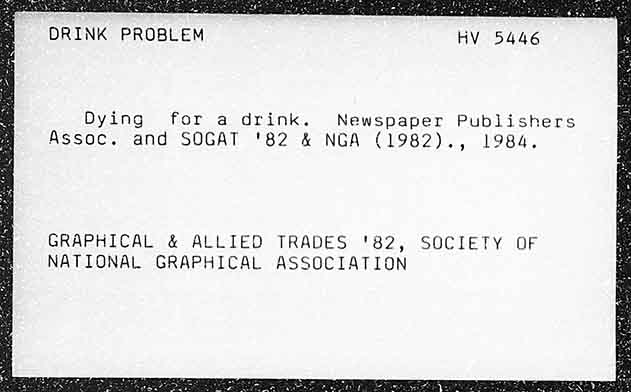 DRINK PROBLEM HV 5446
Dying for a drink. Newspaper Publishers
Assoc. and SOGAT '82 & NGA (1982)., 1984.
GRAPHICAL & ALLIED TRADES '82, SOCIETY OF
NATIONAL GRAPHICAL ASSOCIATION